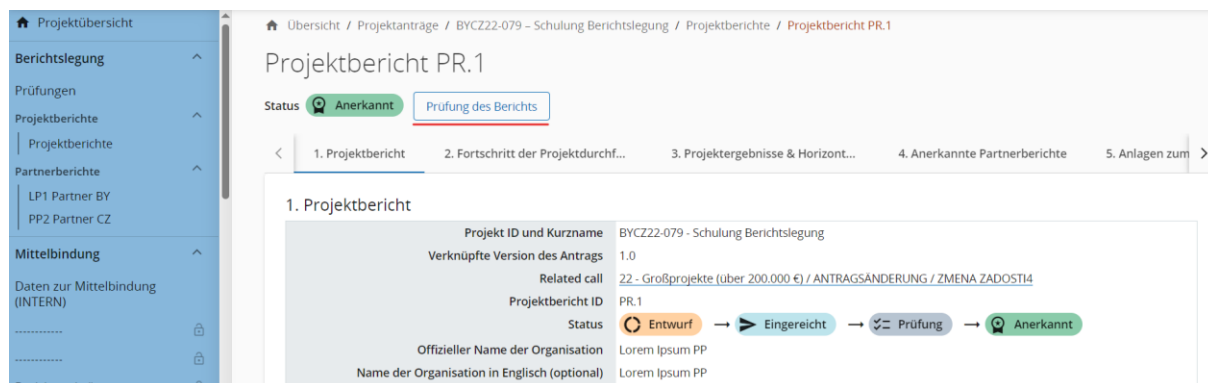 Projektübersicht
Berichtslegung
Prüfungen
Projektberichte
Projektberichte
Partnerberichte
LP1 Partner BY
PP2 Partner CZ
Mittelbindung
Daten zur Mittelbindung
(INTERN)
------------
------------
Übersicht / Projektanträge / BYCZ22-079 – Schulung Berichtslegung / Projektberichte / Projektbericht PR.1
Projektbericht PR.1
Status Anerkannt Prüfung des Berichts
1. Projektbericht 2. Fortschritt der Projektdurchf... 3. Projektergebnisse & Horizont... 4. Anerkannte Partnerberichte 5. Anlagen zum
1. Projektbericht
Projekt ID und Kurzname BYCZ22-079 - Schulung Berichtslegung
Verknüpfte Version des Antrags 1.0
Related call 22 - Großprojekte (über 200.000 €) / ANTRAGSÄNDERUNG / ZMENA ZADOSTI4
Projektbericht ID PR.1
Status Entwurf → Eingereicht → Prüfung → Anerkannt
Offizieller Name der Organisation Lorem Ipsum PP
Name der Organisation in Englisch (optional) Lorem Ipsum PP